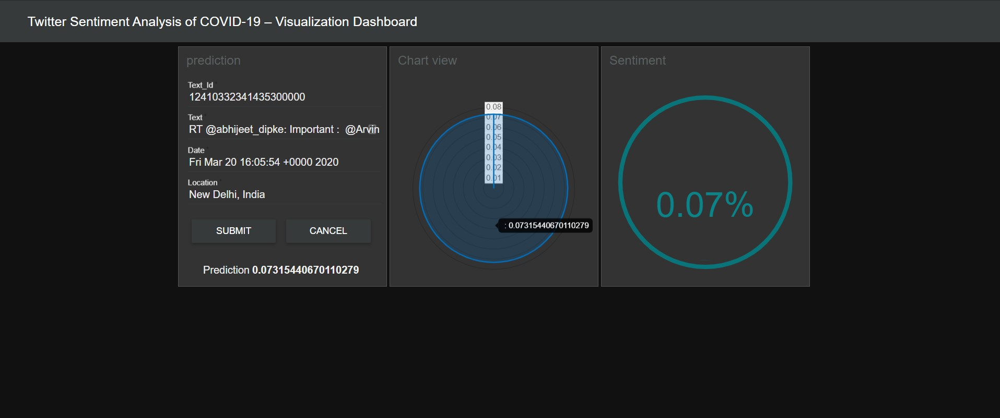 Twitter Sentiment Analysis of COVID-19 – Visualization Dashboard
prediction
Text_Id
12410332341435300000
Text *
RT @abhijeet_dipke: Important :  @Arvin
Date *
Fri Mar 20 16:05:54 +0000 2020
Location *
New Delhi, India
SUBMIT CANCEL
Prediction 0.07315440670110279
Chart view
0.08
0.07
0.06
0.05
0.04
0.03
0.02
0.01
: 0.07315440670110279
Sentiment
0.07%